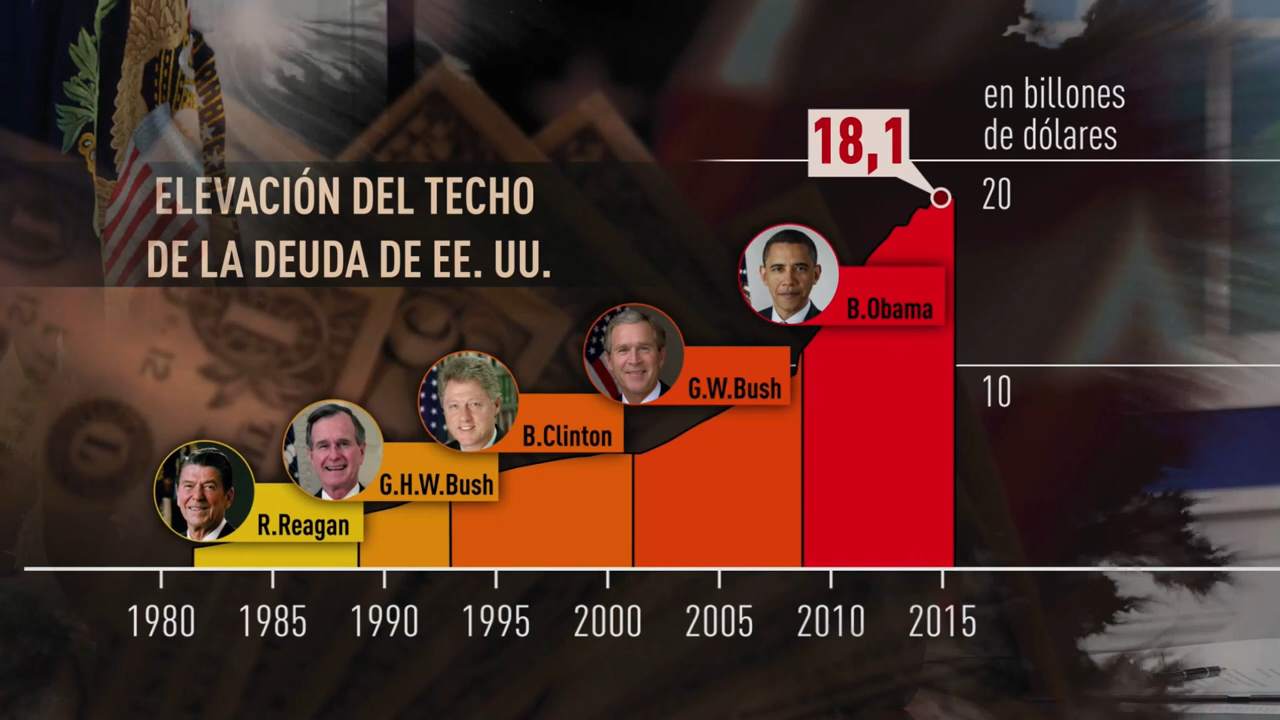 ELEVACIÓN DEL TECHO
DE LA DEUDA DE EE. UU.
en billones
de dólares
18,1
20
10
B.Obama
G.W.Bush
B.Clinton
G.H.W.Bush
R.Reagan
1980 1985 1990 1995 2000 2005 2010 2015